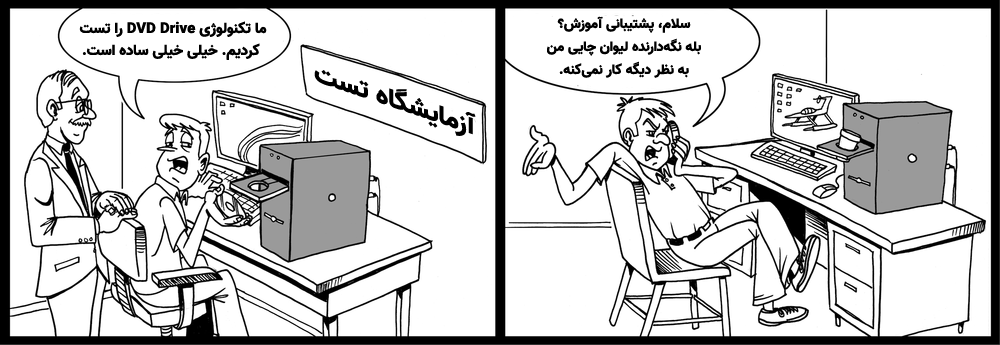 ما تکنولوژی DVD Drive را تست
کردیم. خیلی خیلی ساده است.
آزمایشگاه تست
سلام، پشتیبانی آموزش؟
بله نگه‌دارنده لیوان چایی من
به نظر دیگه کار نمی‌کنه.